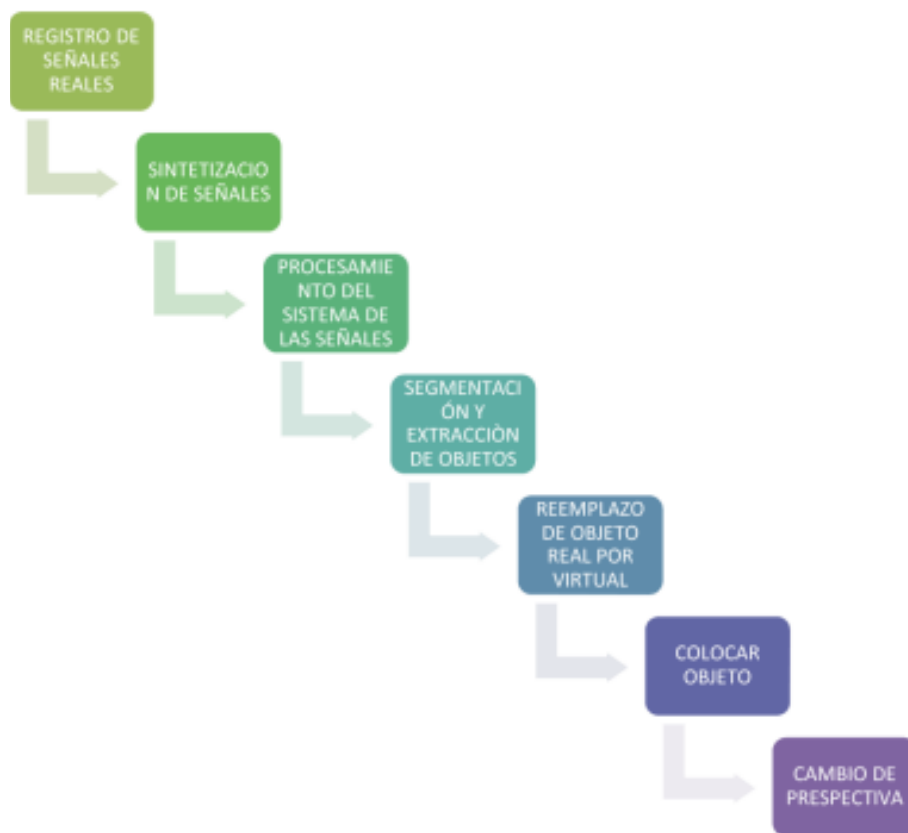 REGISTRO DE
SEÑALES
REALES
SINTETIZACIO
N DE SEÑALES
PROCESAMIE
NTO DEL
SISTEMA DE
LAS SEÑALES
SEGMENTACI
ÓN Y
EXTRACCIÒN
DE OBJETOS
REEMPLAZO
DE OBJETO
REAL POR
VIRTUAL
COLOCAR
OBJETO
CAMBIO DE
PRESPECTIVA